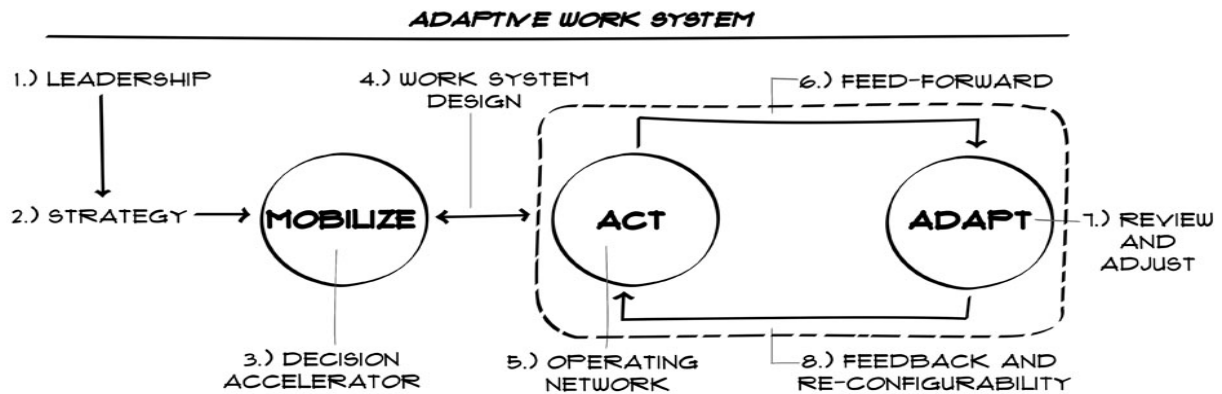 ADAPTIVE WORK SYSTEM
1.) LEADERSHIP
4.) WORK SYSTEM
DESIGN
6.) FEED-FORWARD
2.) STRATEGY
MOBILIZE
ACT
ADAPT
7.) REVIEW
AND
ADJUST
3.) DECISION
ACCELERATOR
5.) OPERATING
NETWORK
8.) FEEDBACK AND
RE-CONFIGURABILITY